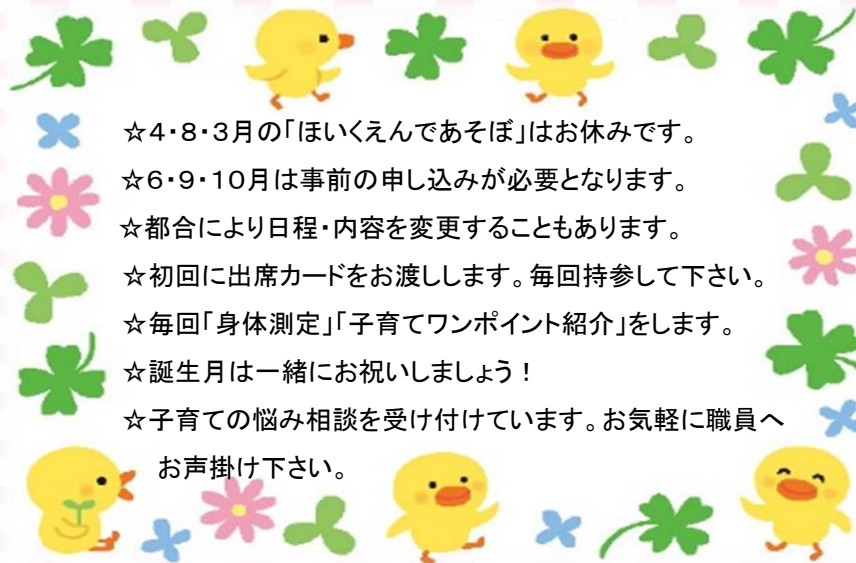 ☆4・8・3月の「ほいくえんであそぼ」はお休みです。
☆6・9・10月は事前の申し込みが必要となります。
☆都合により日程・内容を変更することもあります。
☆初回に出席カードをお渡しします。毎回持参して下さい。
☆毎回「身体測定」「子育てワンポイント紹介」をします。
☆誕生月は一緒にお祝いしましょう！
☆子育ての悩み相談を受け付けています。お気軽に職員へ
お声掛け下さい。